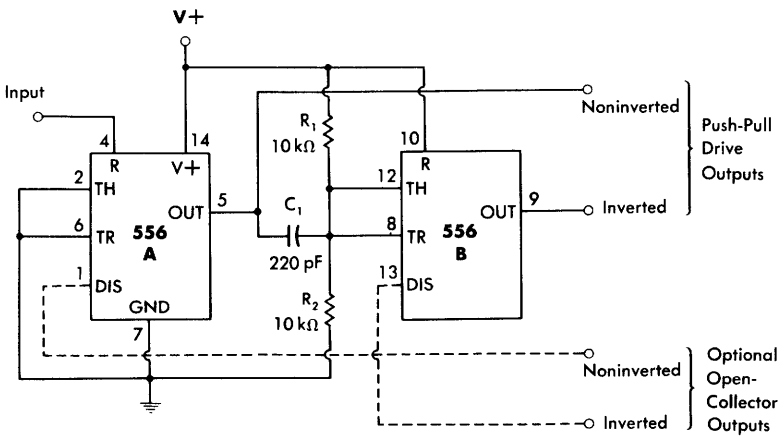 V+
Input
Noninverted
Push-Pull
Drive
Outputs
Inverted
4
14
R
V+
2
TH
5
OUT
6
TR
556
A
1
DIS
GND
7
R1
10 kΩ
C1
220 pF
R2
10 kΩ
10
R
12
TH
9
OUT
8
TR
556
B
13
DIS
Noninverted
Optional
Open-
Collector
Outputs
Inverted